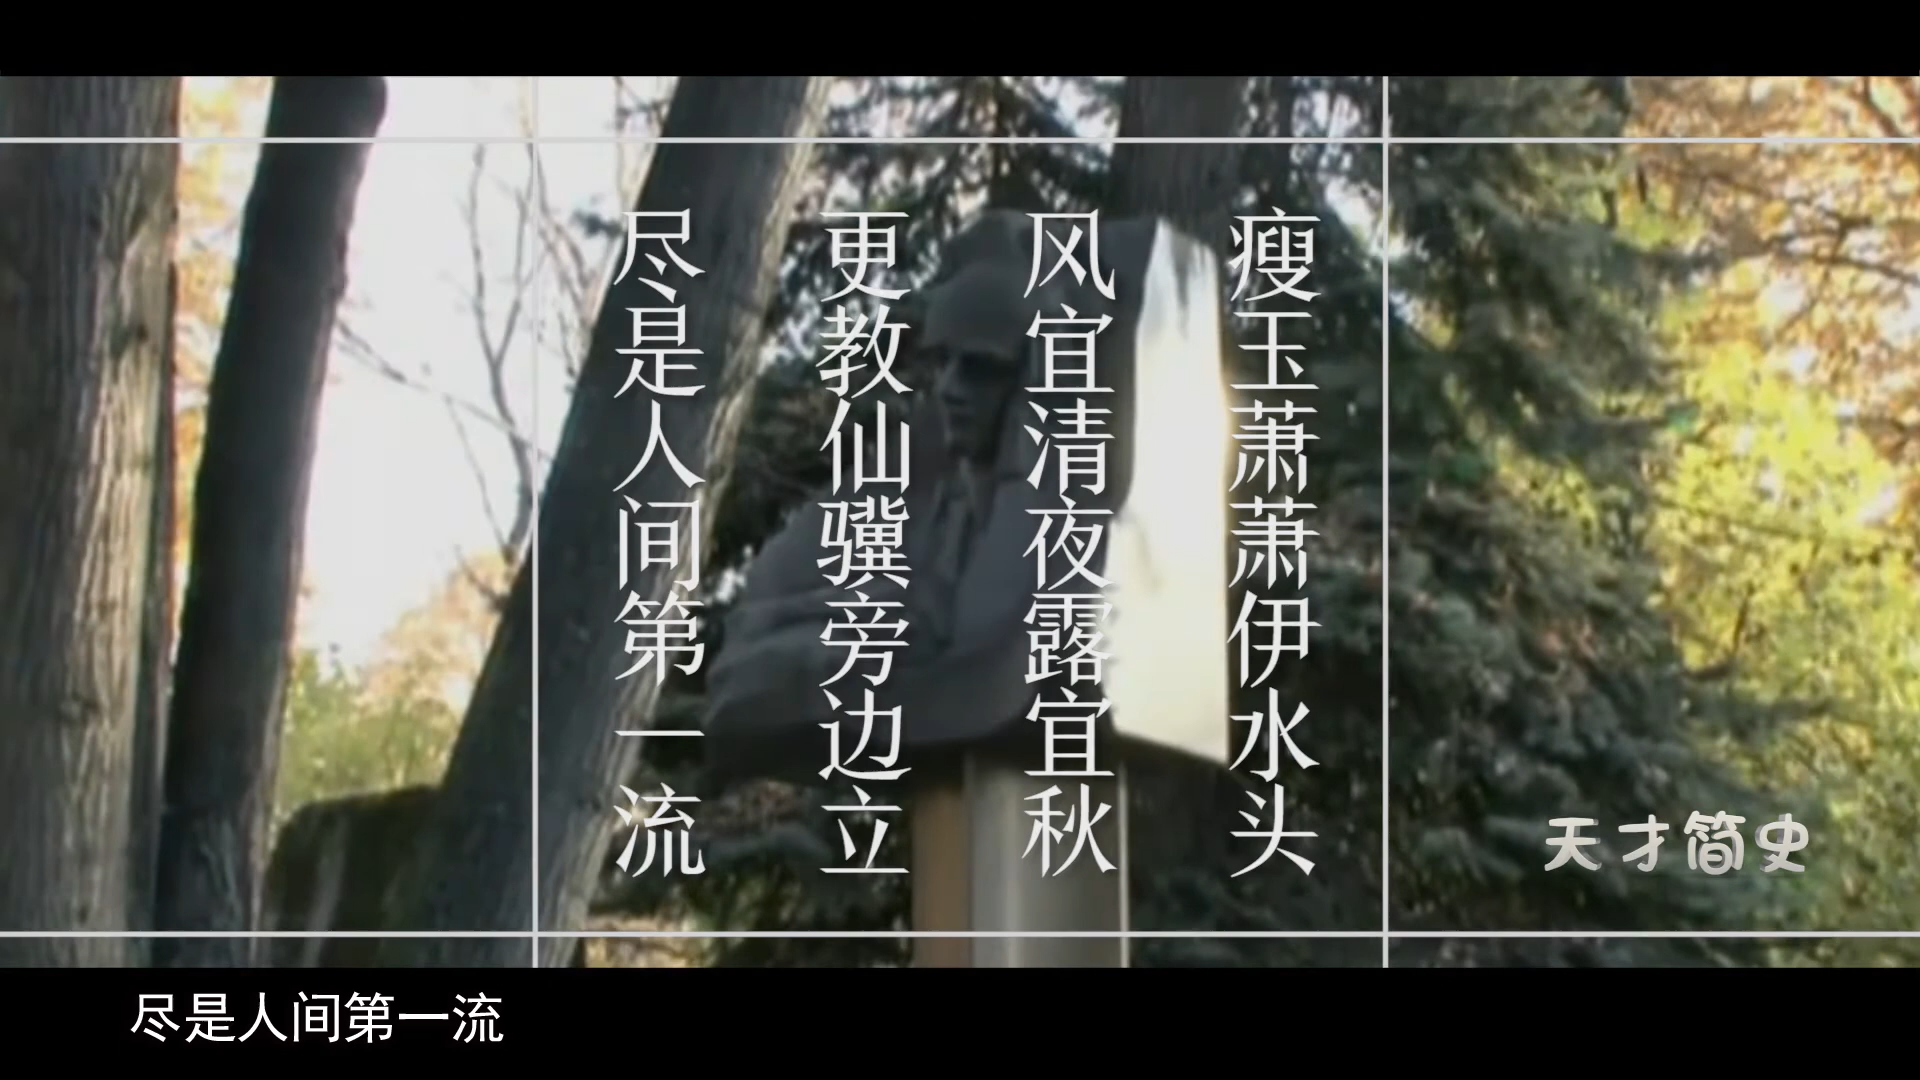 瘦玉萧萧伊水头
风宜清夜露宜秋
更教仙骥旁边立
尽是人间第一流
天才简史
尽是人间第一流